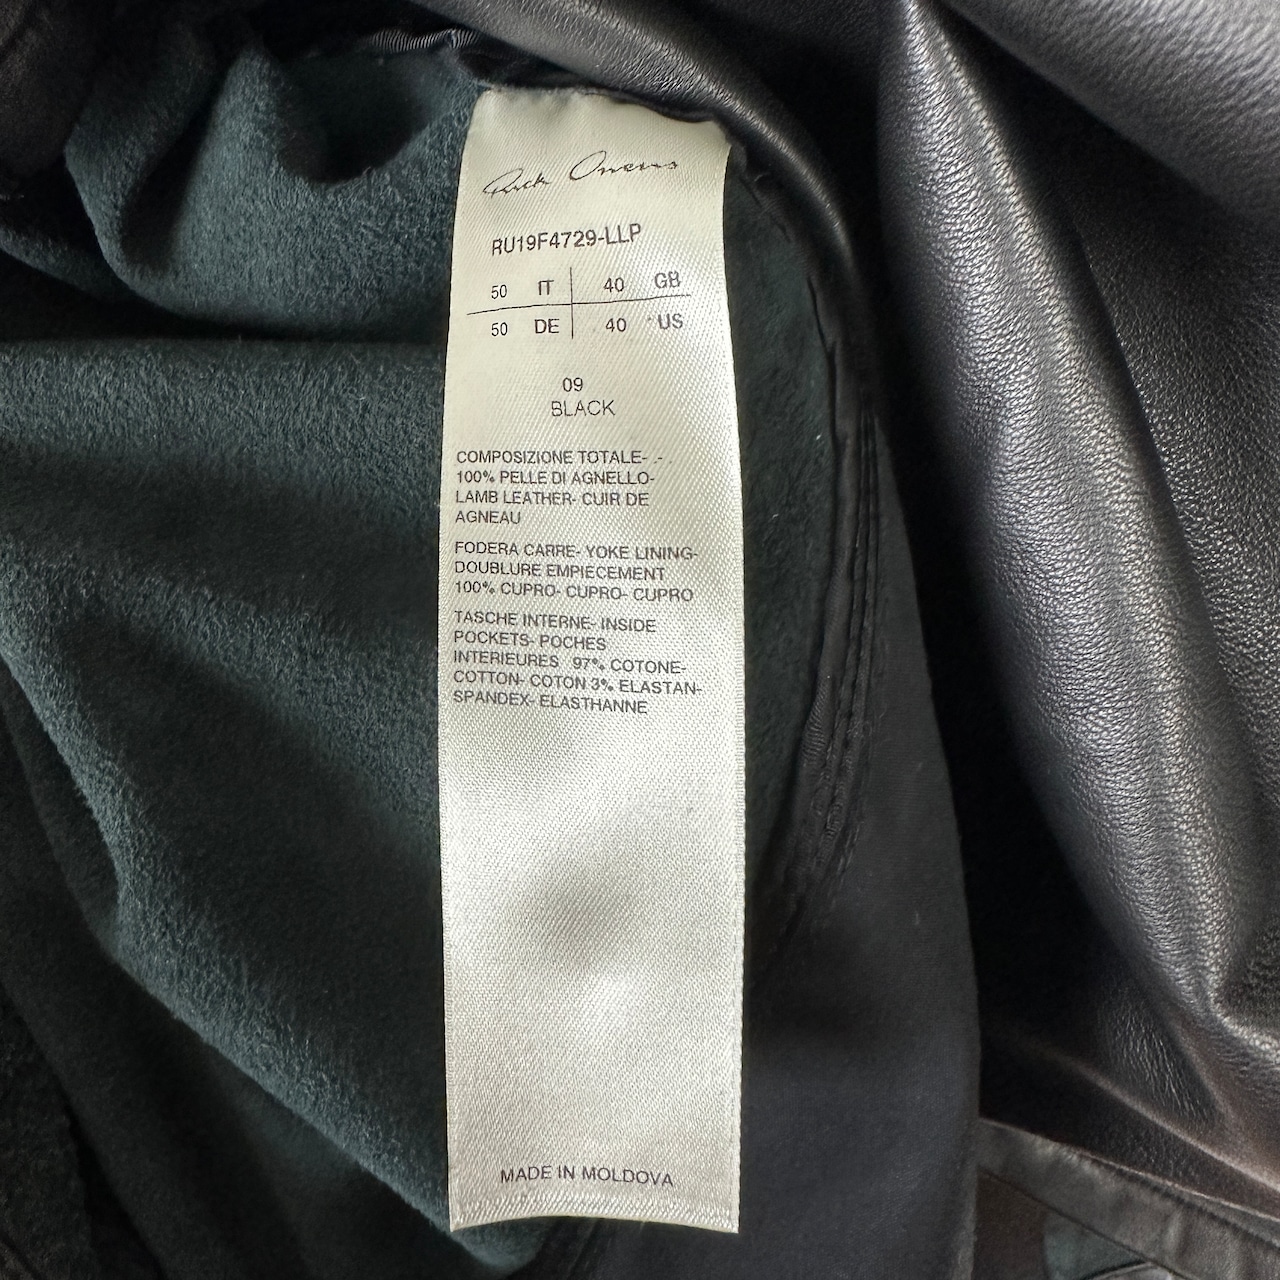 Rick Owens
RU19F4729-LLP
50 IT 40 GB
50 DE 40 US
09
BLACK
COMPOSIZIONE TOTALE- .- .
100% PELLE DI AGNELLO-
LAMB LEATHER- CUIR DE
AGNEAU
FODERA CARRE- YOKE LINING-
DOUBLURE EMPIECEMENT
100% CUPRO- CUPRO- CUPRO
TASCHE INTERNE- INSIDE
POCKETS- POCHES
INTERIEURES 97% COTONE-
COTTON- COTON 3% ELASTAN-
SPANDEX- ELASTHANNE
MADE IN MOLDOVA